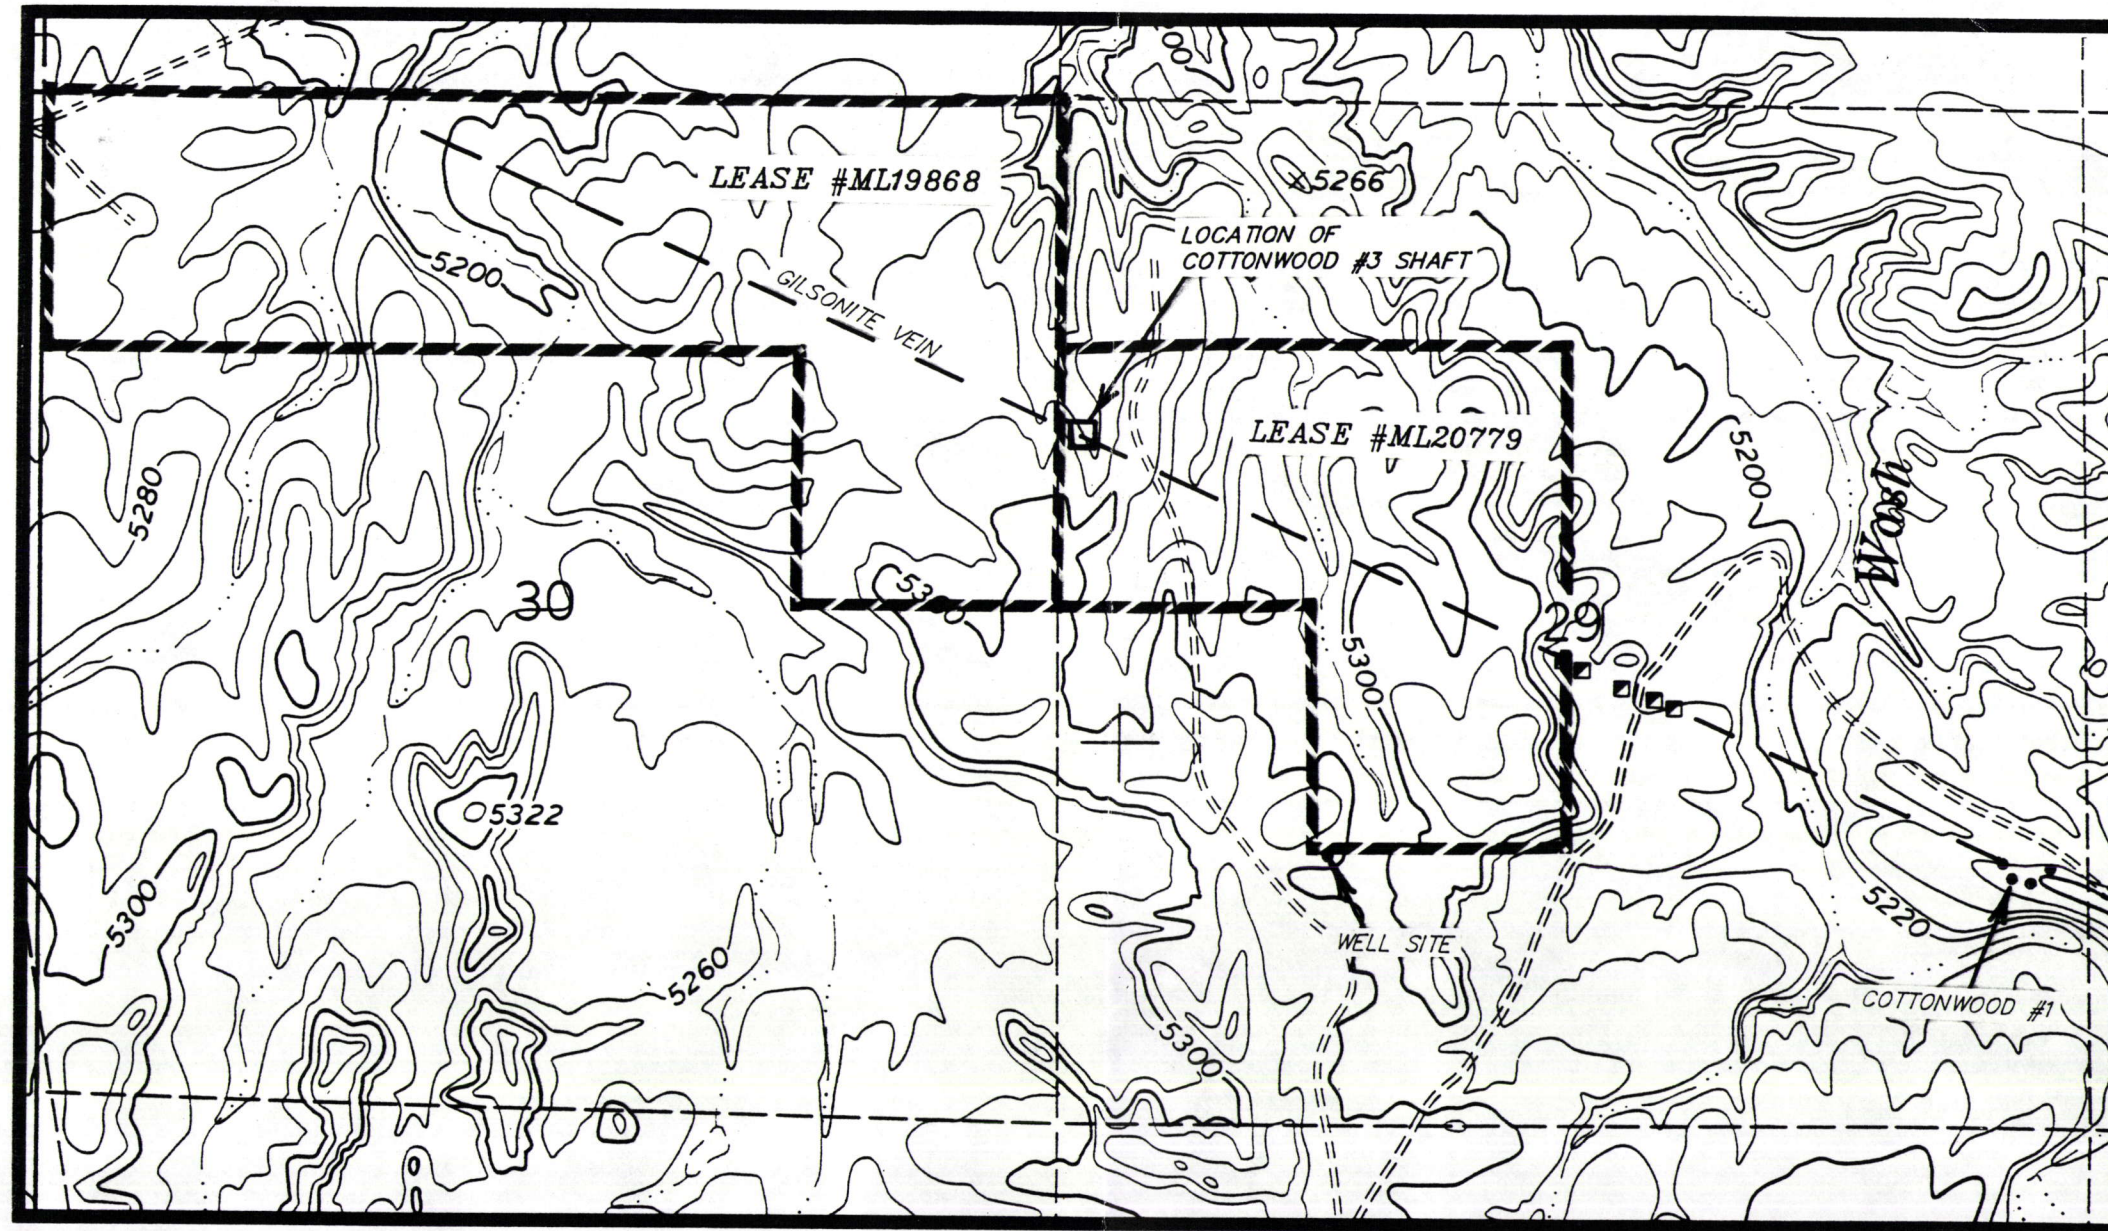 00
LEASE #ML19868
5266
LOCATION OF
COTTONWOOD #3 SHAFT
5200
GILSONITE VEIN
LEASE #ML20779
5200
5280
Wash
30
29
5300
5322
5300
5220
WELL SITE
5260
COTTONWOOD #1
5300